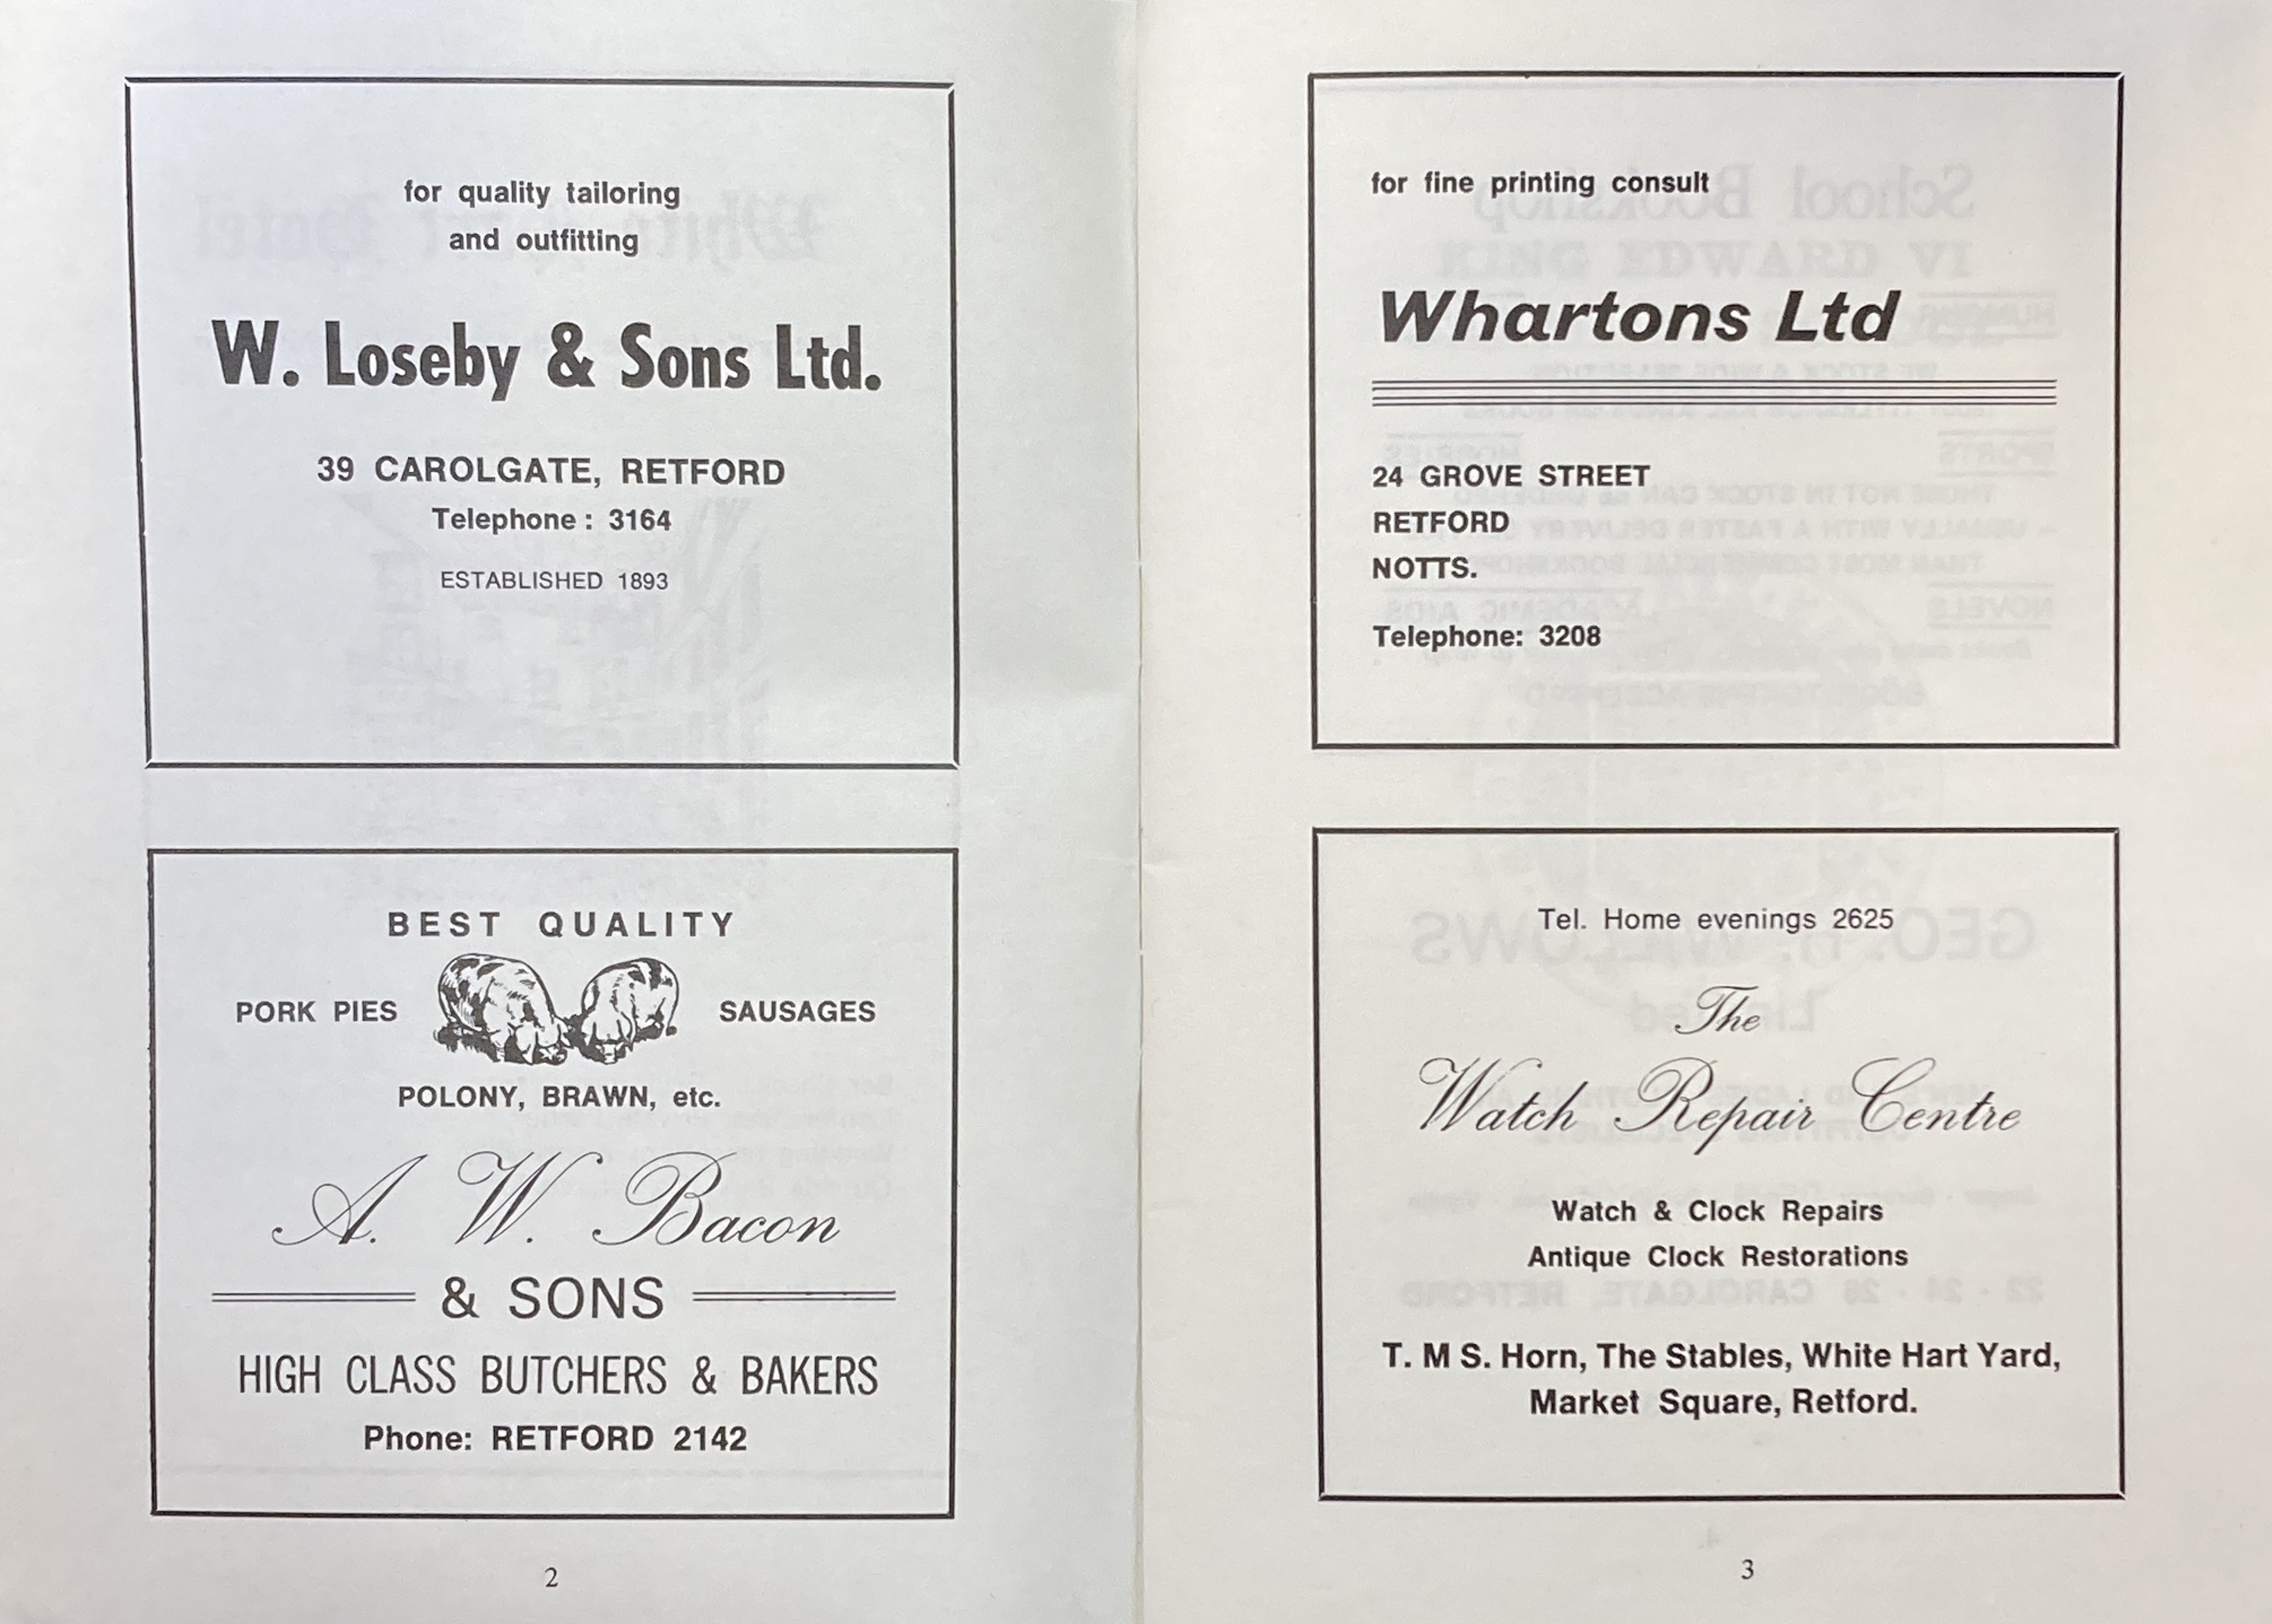 for quality tailoring
and outfitting
W. Loseby & Sons Ltd.
39 CAROLGATE, RETFORD
Telephone : 3164
ESTABLISHED 1893
BEST QUALITY
PORK PIES SAUSAGES
POLONY, BRAWN, etc.
A. W. Bacon
& SONS
HIGH CLASS BUTCHERS & BAKERS
Phone: RETFORD 2142
2
for fine printing consult
Whartons Ltd
24 GROVE STREET
RETFORD
NOTTS.
Telephone: 3208
Tel. Home evenings 2625
The
Watch Repair Centre
Watch & Clock Repairs
Antique Clock Restorations
T. M S. Horn, The Stables, White Hart Yard,
Market Square, Retford.
3